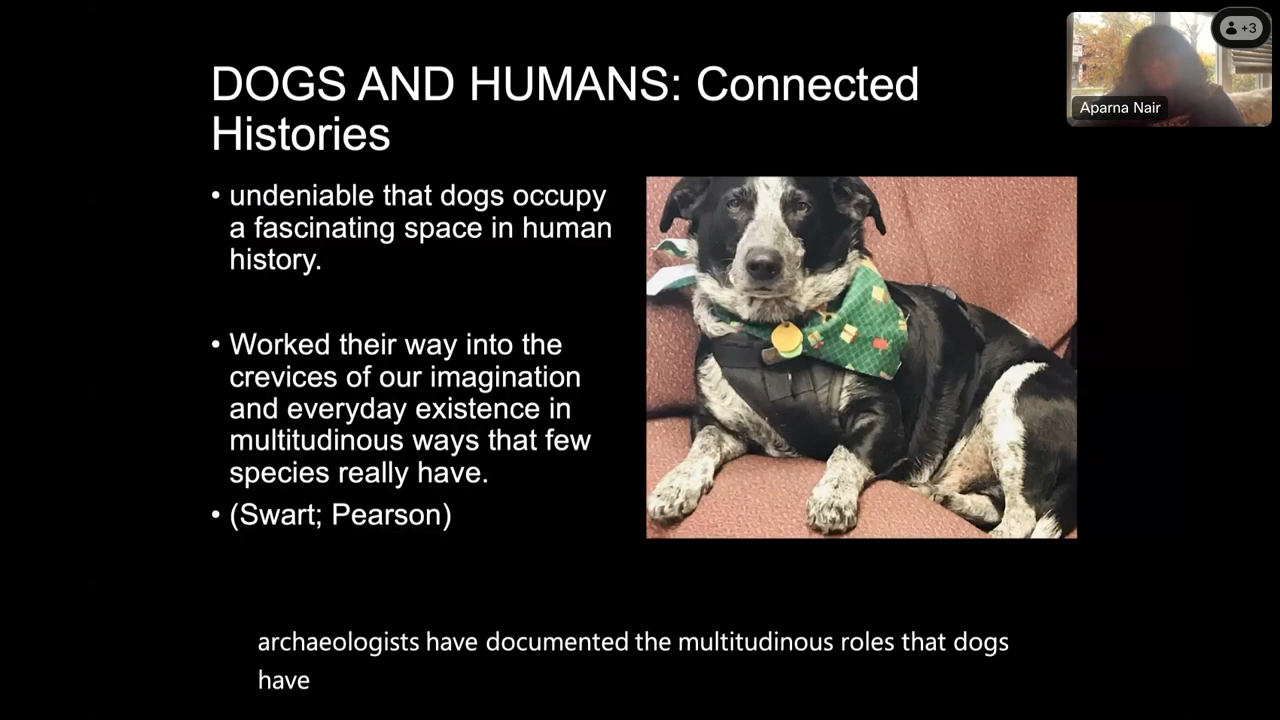 DOGS AND HUMANS: Connected
Histories
• undeniable that dogs occupy
a fascinating space in human
history.
• Worked their way into the
crevices of our imagination
and everyday existence in
multitudinous ways that few
species really have.
• (Swart; Pearson)
+3
Aparna Nair
archaeologists have documented the multitudinous roles that dogs
have